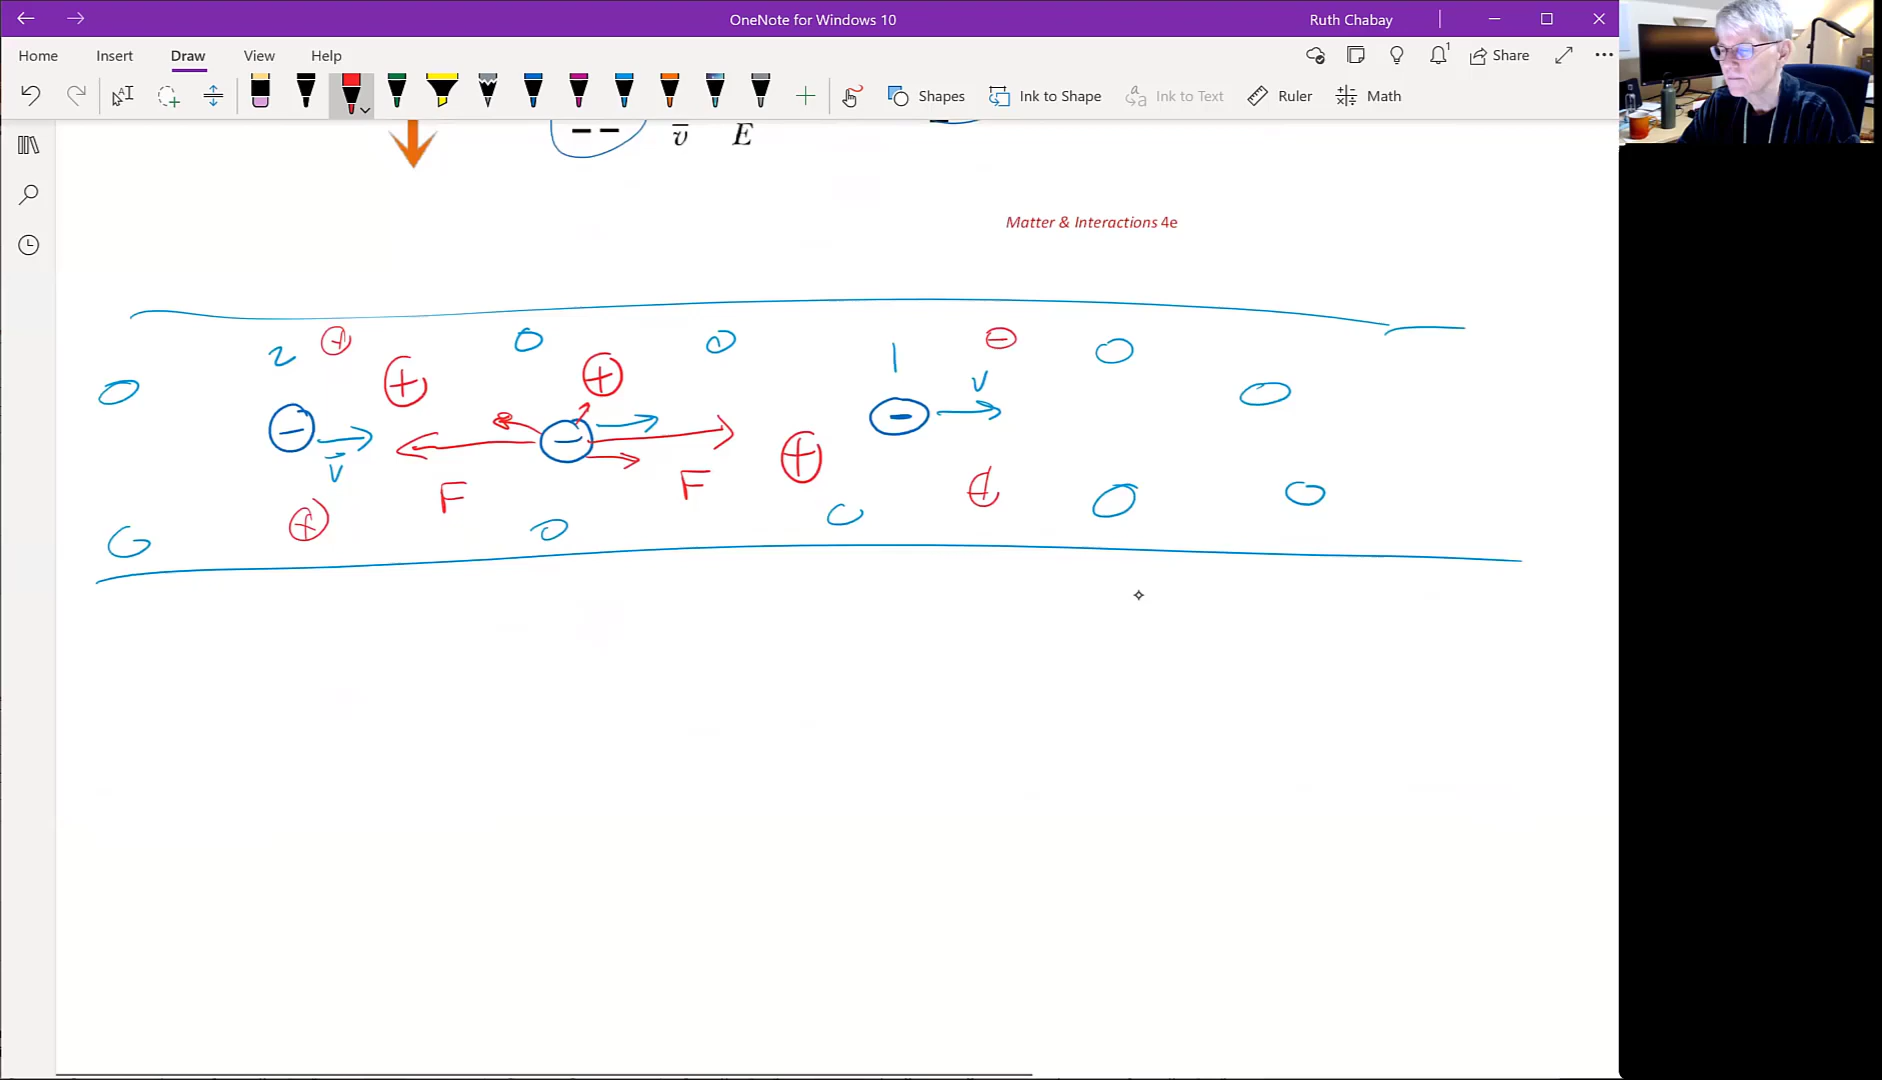 OneNote for Windows 10
Ruth Chabay
Home Insert Draw View Help
1 Share
Shapes Ink to Shape Ink to Text Ruler Math
v E
Matter & Interactions 4e
2 + + + 1 −
v
− − + −
v
F F
+ +